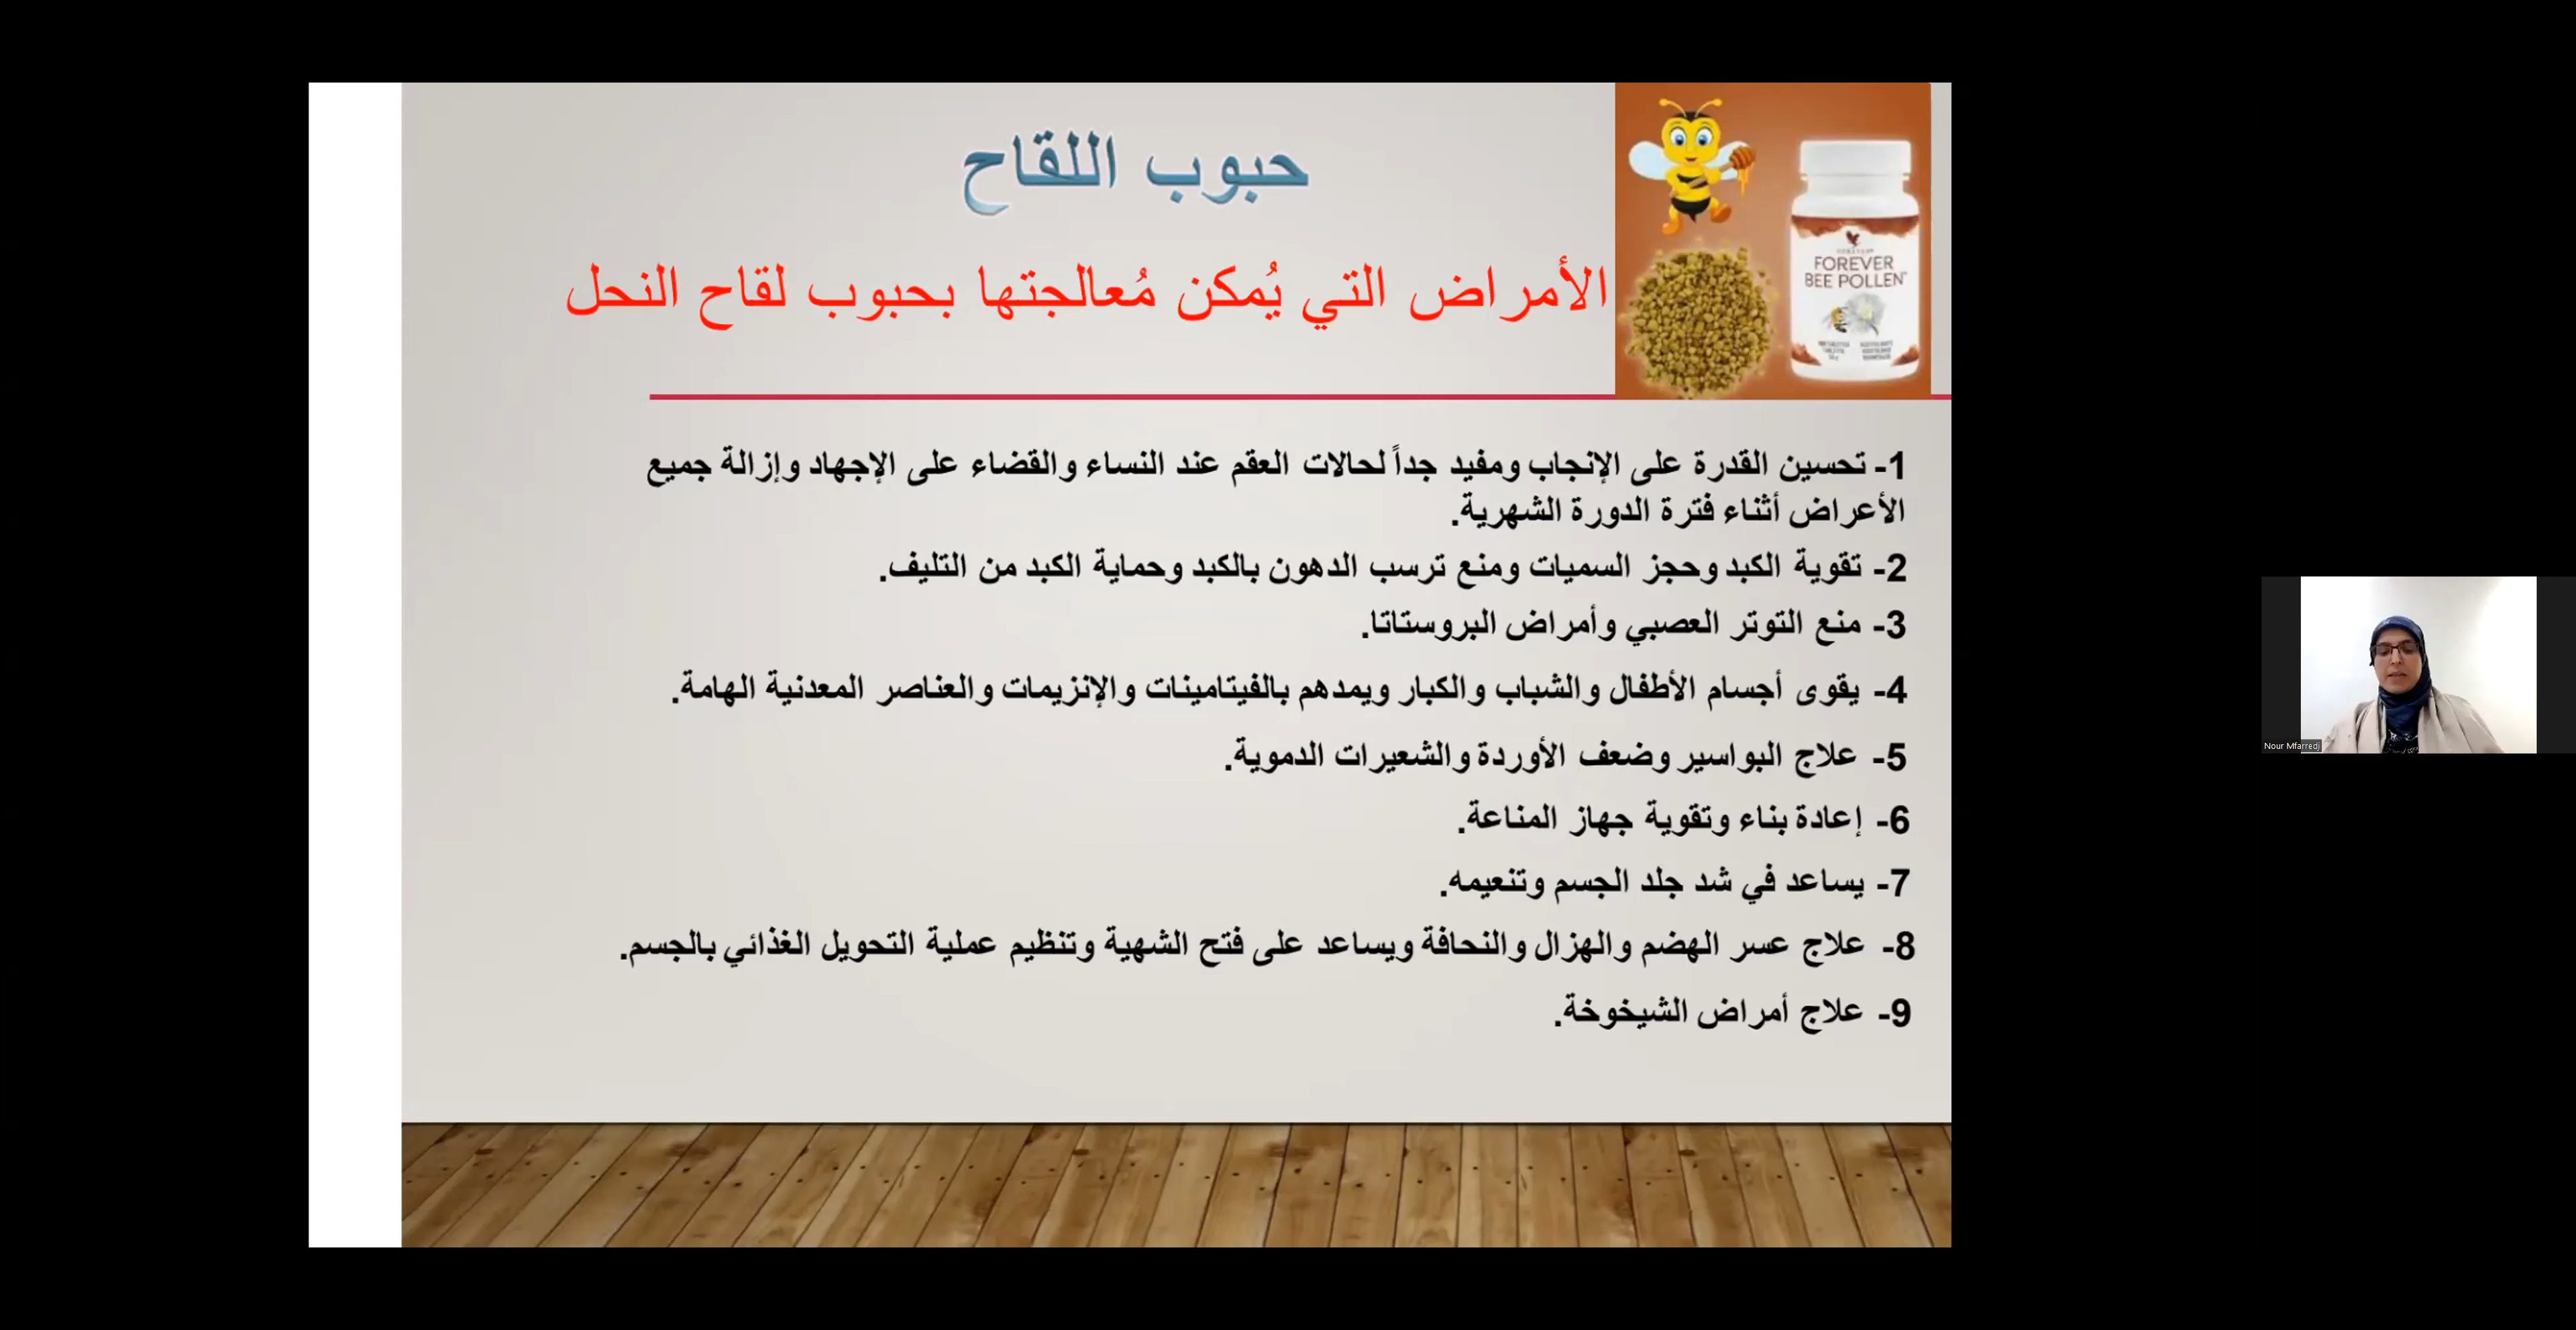 حبوب اللقاح
الأمراض التي يُمكن مُعالجتها بحبوب لقاح النحل
FOREVER
BEE POLLEN
1- تحسين القدرة على الإنجاب ومفيد جداً لحالات العقم عند النساء والقضاء على الإجهاد وإزالة جميع
الأعراض أثناء فترة الدورة الشهرية.
2- تقوية الكبد وحجز السميات ومنع ترسب الدهون بالكبد وحماية الكبد من التليف.
3- منع التوتر العصبي وأمراض البروستاتا.
4- يقوى أجسام الأطفال والشباب والكبار ويمدهم بالفيتامينات والإنزيمات والعناصر المعدنية الهامة.
5- علاج البواسير وضعف الأوردة والشعيرات الدموية.
6- إعادة بناء وتقوية جهاز المناعة.
7- يساعد في شد جلد الجسم وتنعيمه.
8- علاج عسر الهضم والهزال والنحافة ويساعد على فتح الشهية وتنظيم عملية التحويل الغذائي بالجسم.
9- علاج أمراض الشيخوخة.
Nour Mfarredj